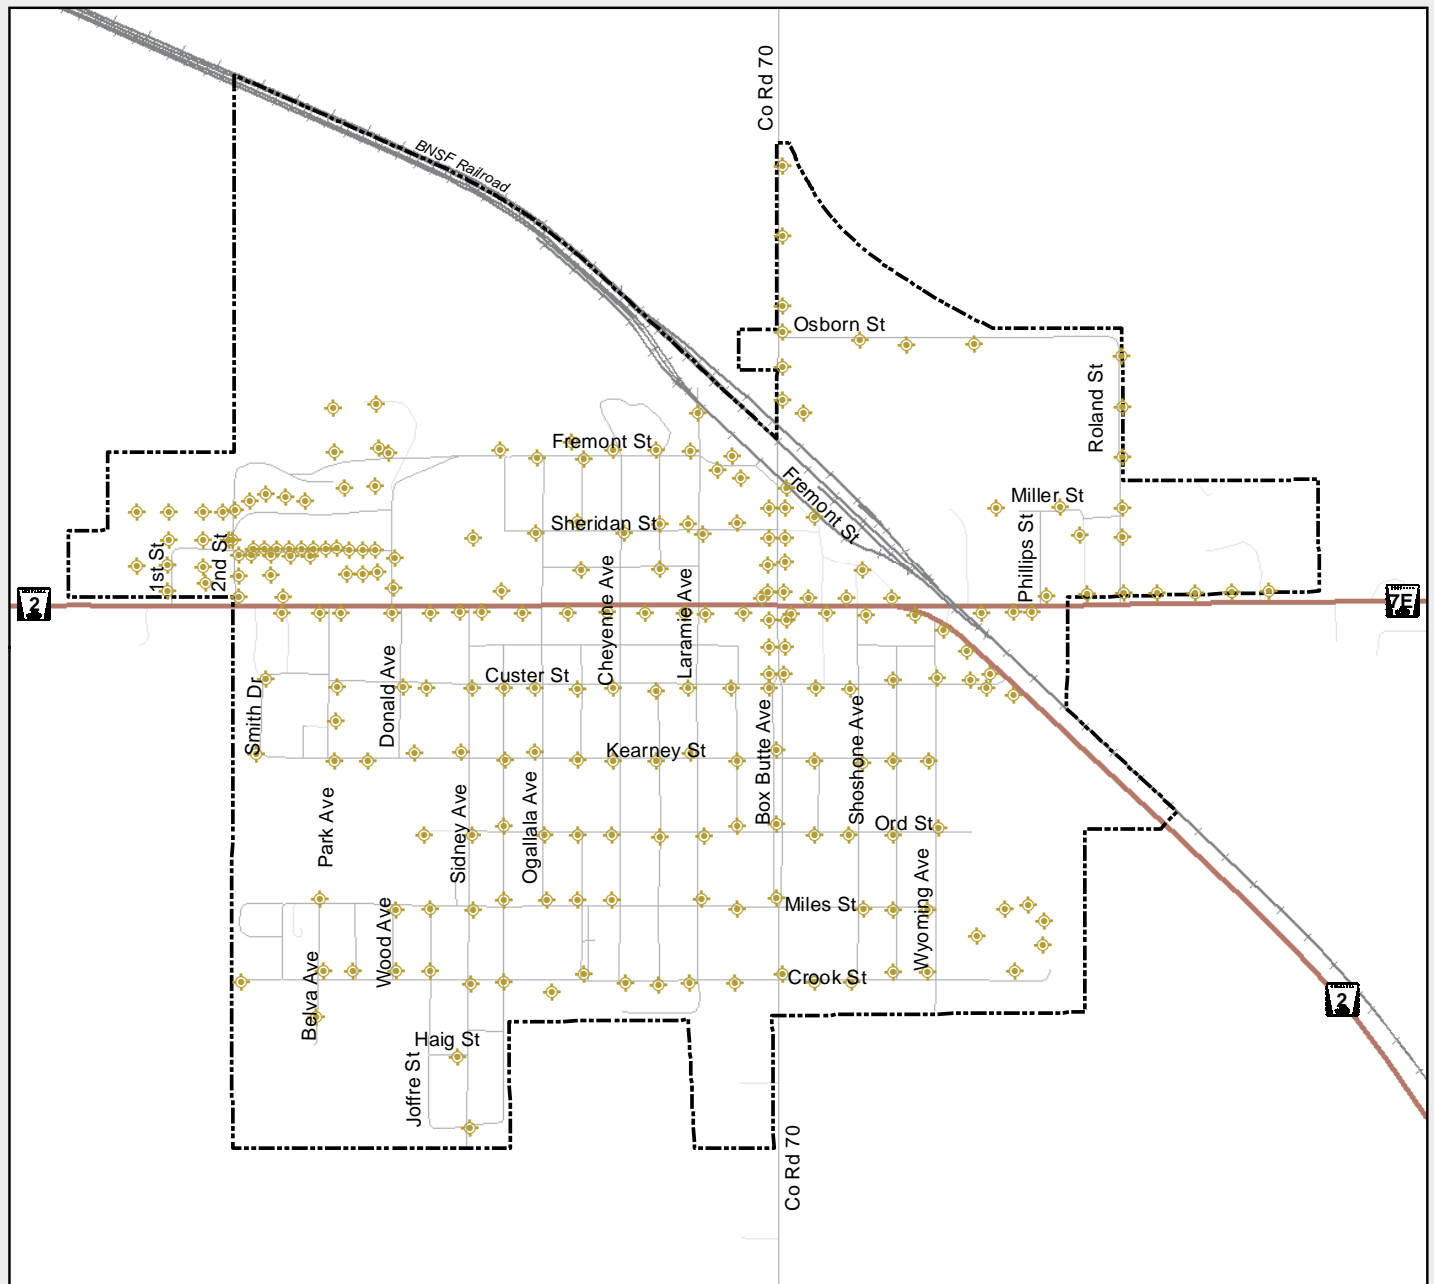 Co Rd 70
BNSF Railroad
Osborn St
Roland St
Fremont St
Fremont St
Miller St
Sheridan St
Phillips St
1st St
2nd St
Cheyenne Ave
Laramie Ave
2
7E
Custer St
Smith Dr
Donald Ave
Kearney St
Box Butte Ave
Shoshone Ave
Park Ave
Sidney Ave
Ogallala Ave
Ord St
Wyoming Ave
Miles St
Wood Ave
Belva Ave
Crook St
2
Haig St
Joffre St
Co Rd 70